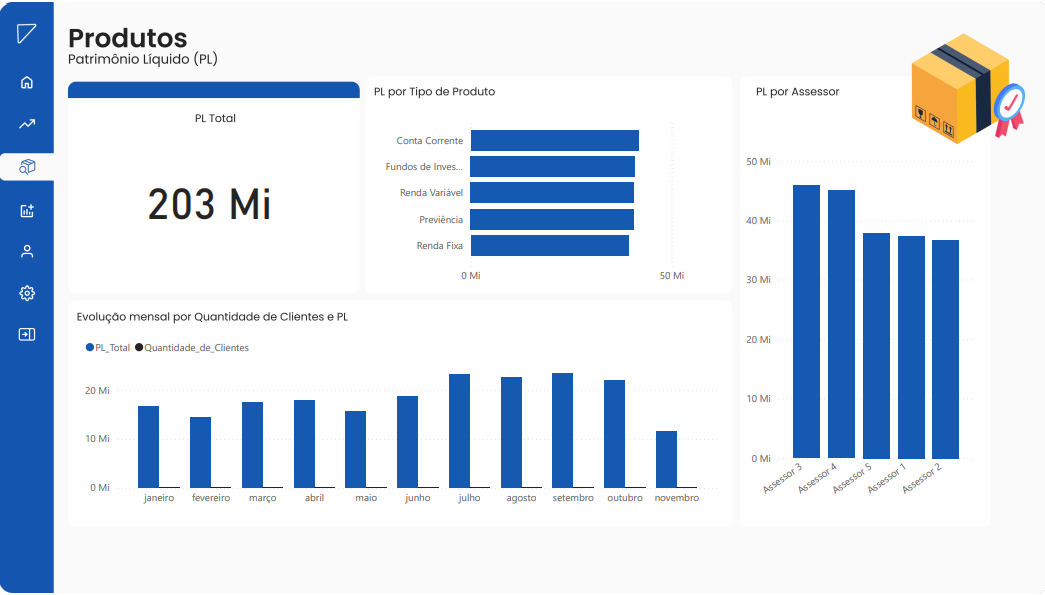 Produtos
Patrimônio Líquido (PL)
PL Total
203 Mi
PL por Tipo de Produto
Conta Corrente
Fundos de Inves...
Renda Variável
Previência
Renda Fixa
0 Mi 50 Mi
PL por Assessor
50 Mi
40 Mi
30 Mi
20 Mi
10 Mi
0 Mi
Assessor 3 Assessor 4 Assessor 5 Assessor 1 Assessor 2
Evolução mensal por Quantidade de Clientes e PL
PL_Total Quantidade_de_Clientes
20 Mi
10 Mi
0 Mi
janeiro fevereiro março abril maio junho julho agosto setembro outubro novembro